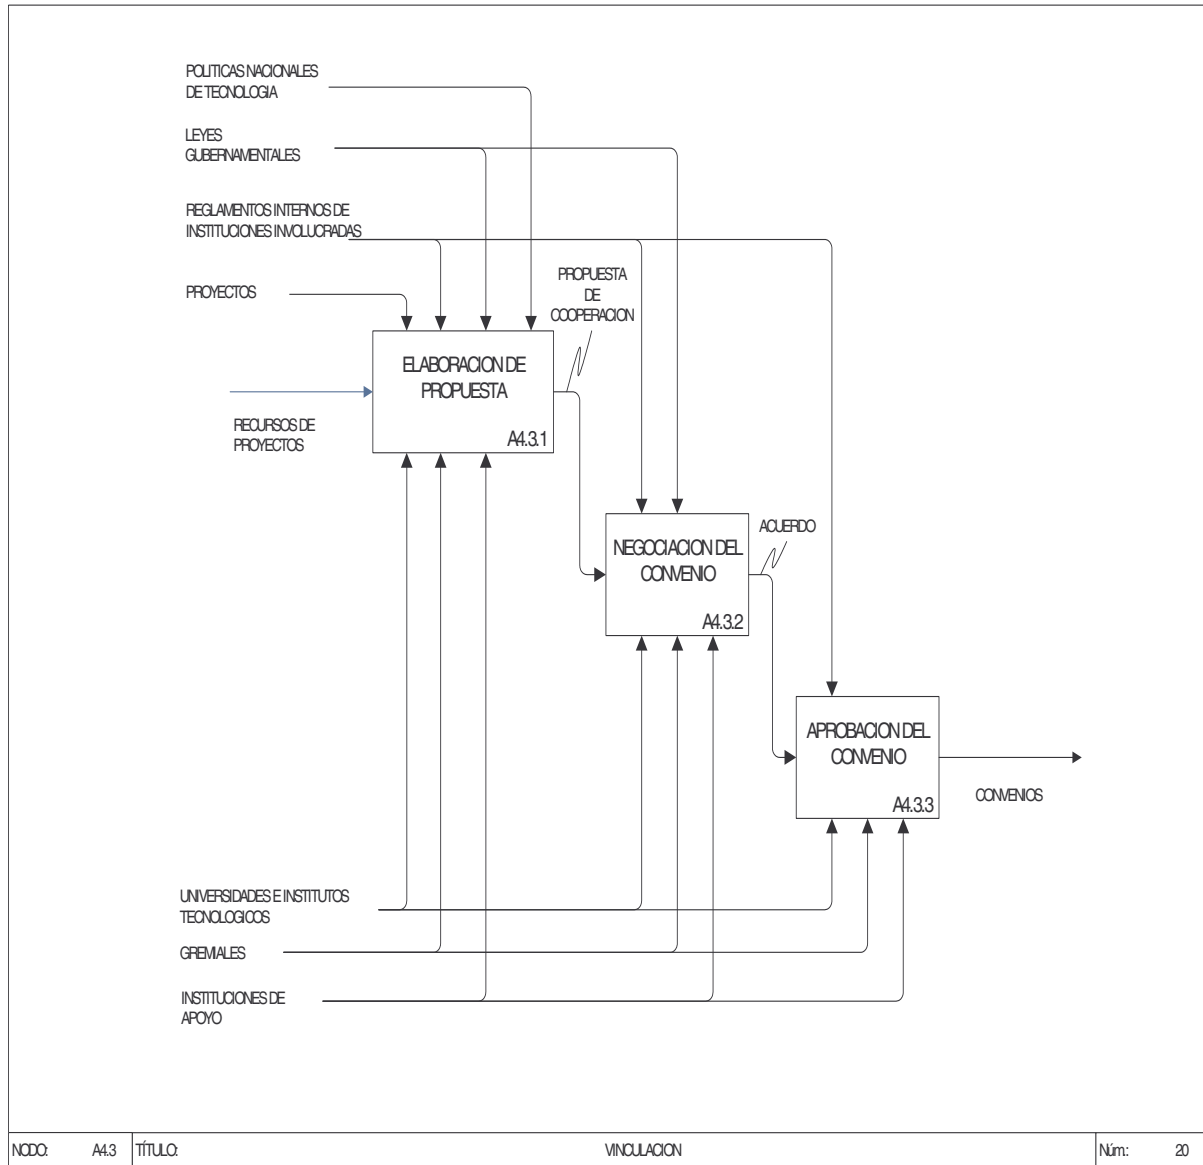 POLITICAS NACIONALES
DE TECNOLOGIA
LEYES
GUBERNAMENTALES
REGLAMENTOS INTERNOS DE
INSTITUCIONES INVOLUCRADAS
PROYECTOS
PROPUESTA
DE
COOPERACION
ELABORACION DE
PROPUESTA
A4.3.1
RECURSOS DE
PROYECTOS
NEGOCIACION DEL
CONVENIO
A4.3.2
ACUERDO
APROBACION DEL
CONVENIO
A4.3.3
CONVENIOS
UNIVERSIDADES E INSTITUTOS
TECNOLOGICOS
GREMIALES
INSTITUCIONES DE
APOYO
NODO: A4.3 TÍTULO: VINCULACION Núm.: 20